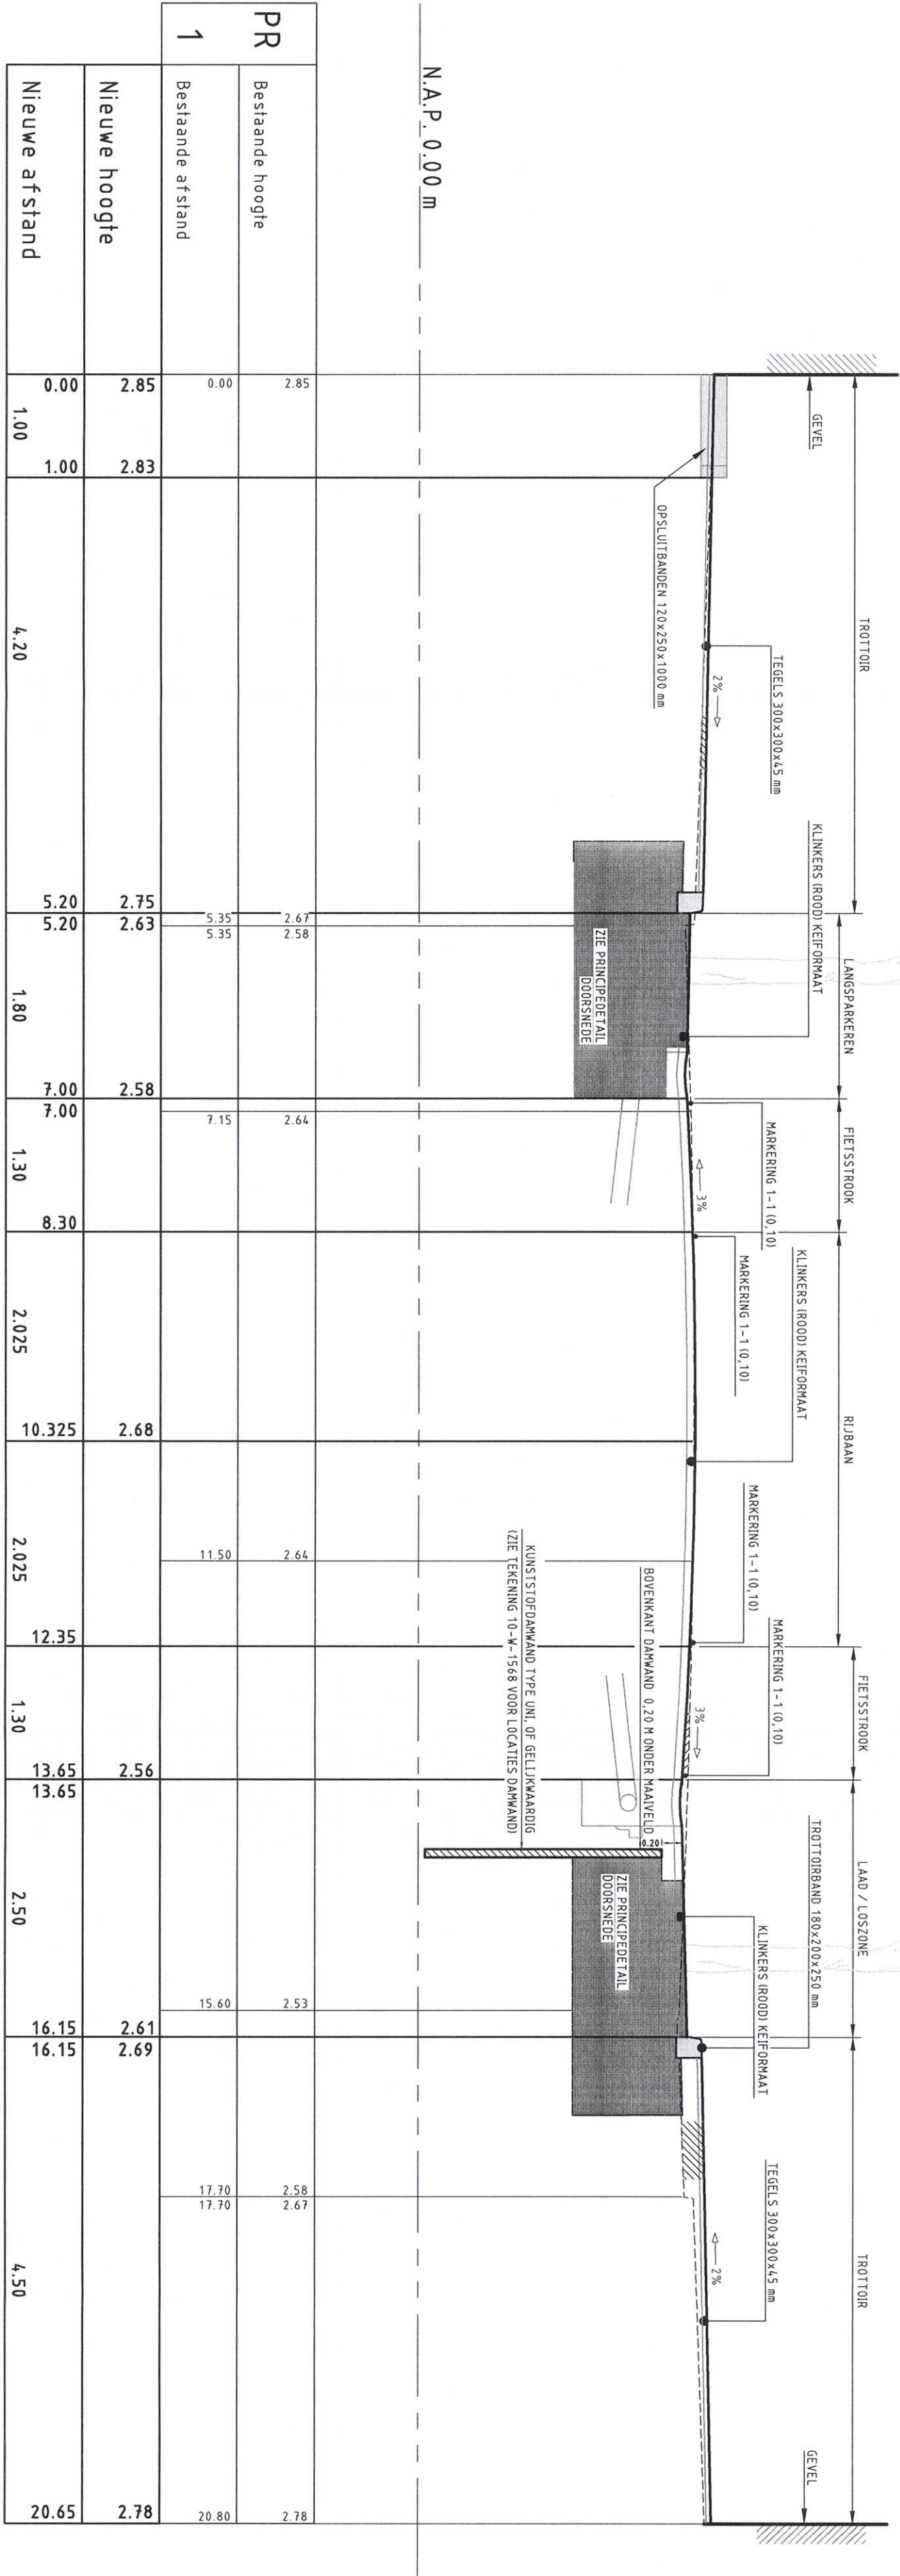 TROTTOIR
LANGSPARKEREN
FIETSSTROOK
RIJBAAN
FIETSSTROOK
LAAD / LOSZONE
TROTTOIR
GEVEL
GEVEL
TEGELS 300x300x45 mm
2%
OPSLUITBANDEN 120x250x1000 mm
KLINKERS (ROOD) KEIFORMAAT
ZIE PRINCIPEDETAIL
DOORSNEDE
MARKERING 1-1 (0,10)
3%
MARKERING 1-1 (0,10)
KLINKERS (ROOD) KEIFORMAAT
MARKERING 1-1 (0,10)
MARKERING 1-1 (0,10)
3%
TROTTOIRBAND 180x200x250 mm
KLINKERS (ROOD) KEIFORMAAT
TEGELS 300x300x45 mm
2%
0.20
BOVENKANT DAMWAND 0,20 M ONDER MAAIVELD
KUNSTSTOFDAMWAND TYPE UNI, OF GELIJKWAARDIG
(ZIE TEKENING 10-W-1568 VOOR LOCATIES DAMWAND)
ZIE PRINCIPEDETAIL
DOORSNEDE
N.A.P. 0.00 m
PR
1
Bestaande hoogte 2.85 2.67 2.58 2.64 2.64 2.53 2.58 2.67 2.78
Bestaande afstand 0.00 5.35 5.35 7.15 11.50 15.60 17.70 17.70 20.80
Nieuwe hoogte 2.85 2.83 2.75 2.63 2.58 2.68 2.56 2.61 2.69 2.78
Nieuwe afstand 0.00 1.00 1.00 4.20 5.20 5.20 1.80 7.00 7.00 1.30 8.30 2.025 10.325 2.025 12.35 1.30 13.65 13.65 2.50 16.15 16.15 4.50 20.65